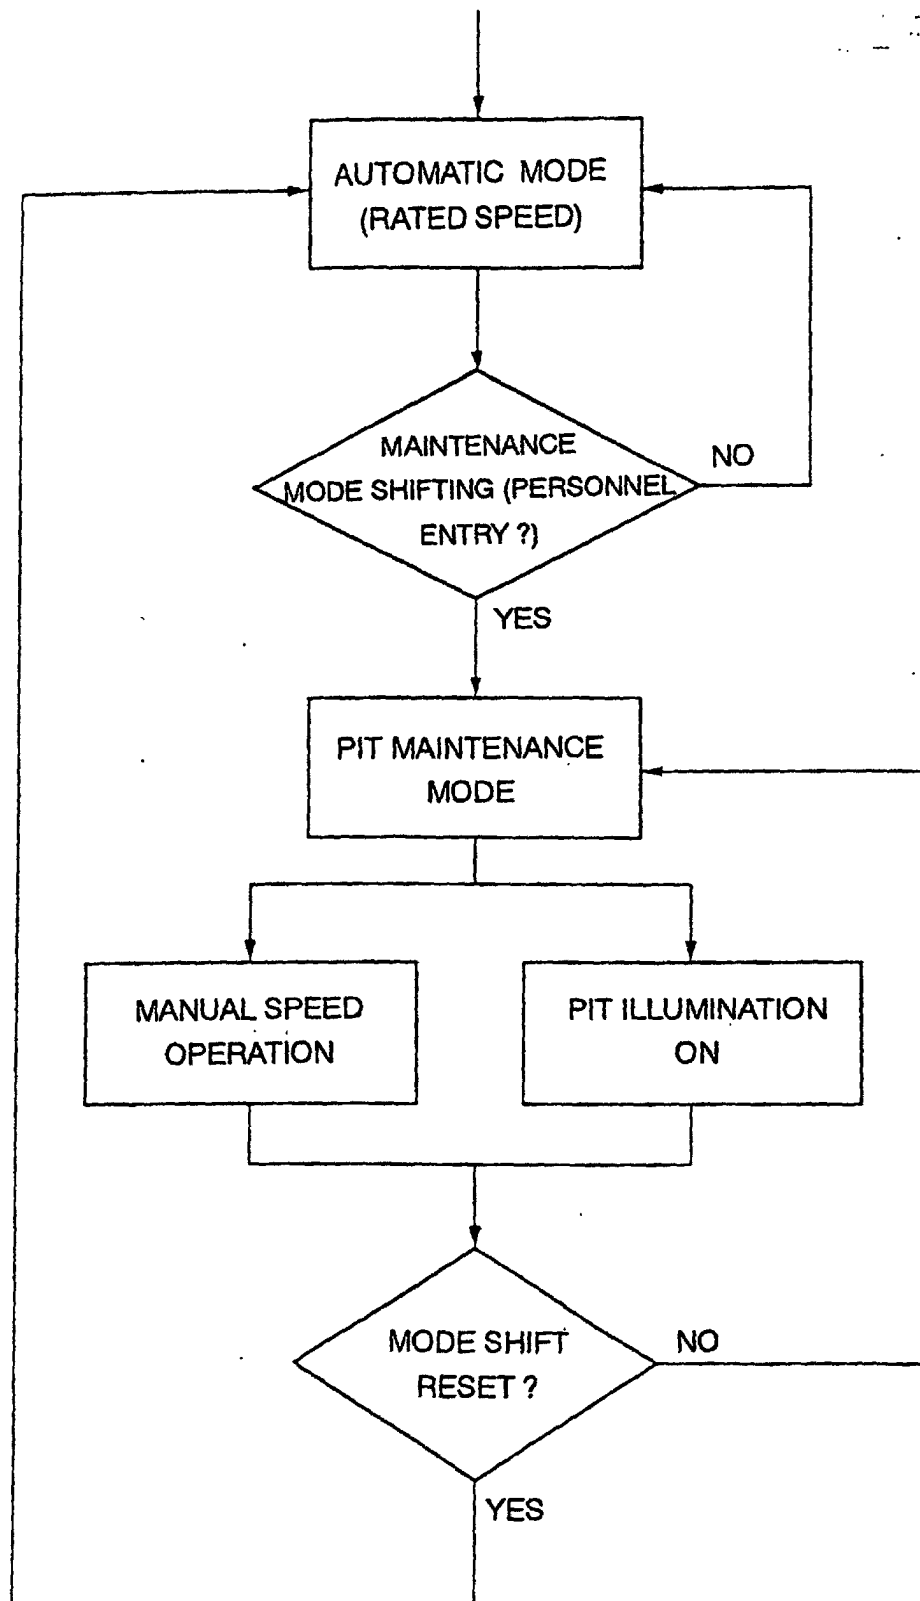 AUTOMATIC MODE
(RATED SPEED)
MAINTENANCE
MODE SHIFTING (PERSONNEL
ENTRY ?)
NO
YES
PIT MAINTENANCE
MODE
MANUAL SPEED
OPERATION
PIT ILLUMINATION
ON
MODE SHIFT
RESET ?
NO
YES